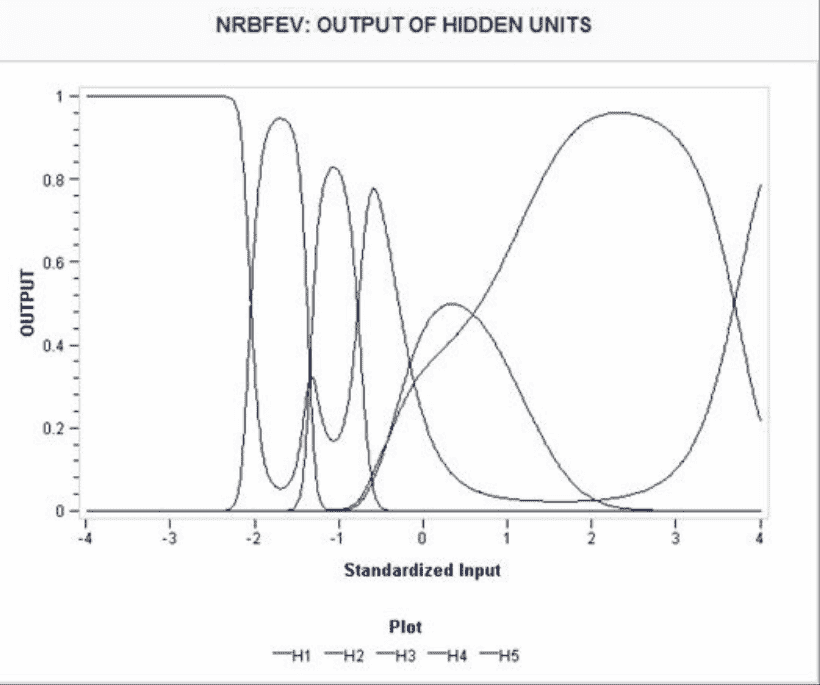 NRBFEV: OUTPUT OF HIDDEN UNITS
OUTPUT
1
0.8
0.6
0.4
0.2
0
-4 -3 -2 -1 0 1 2 3 4
Standardized Input
Plot
H1 H2 H3 H4 H5